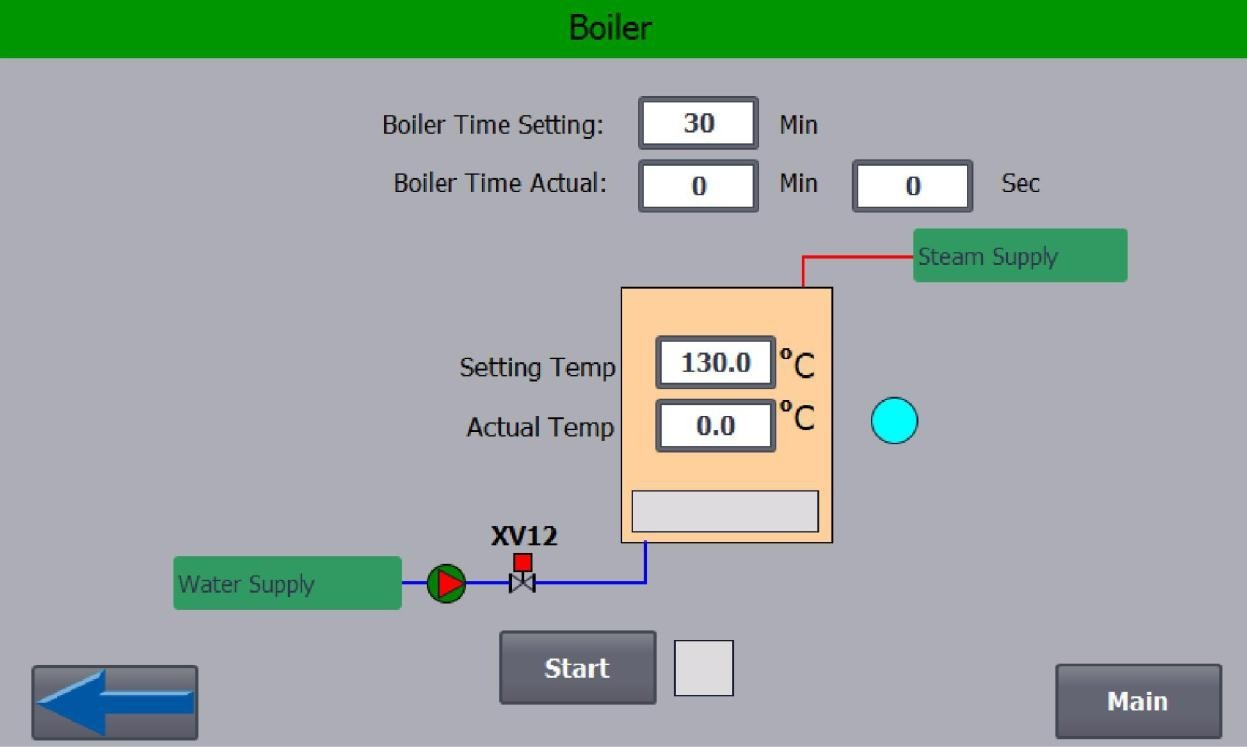 Boiler
Boiler Time Setting: 30 Min
Boiler Time Actual: 0 Min 0 Sec
Steam Supply
Setting Temp 130.0 °C
Actual Temp 0.0 °C
XV12
Water Supply
Start
Main